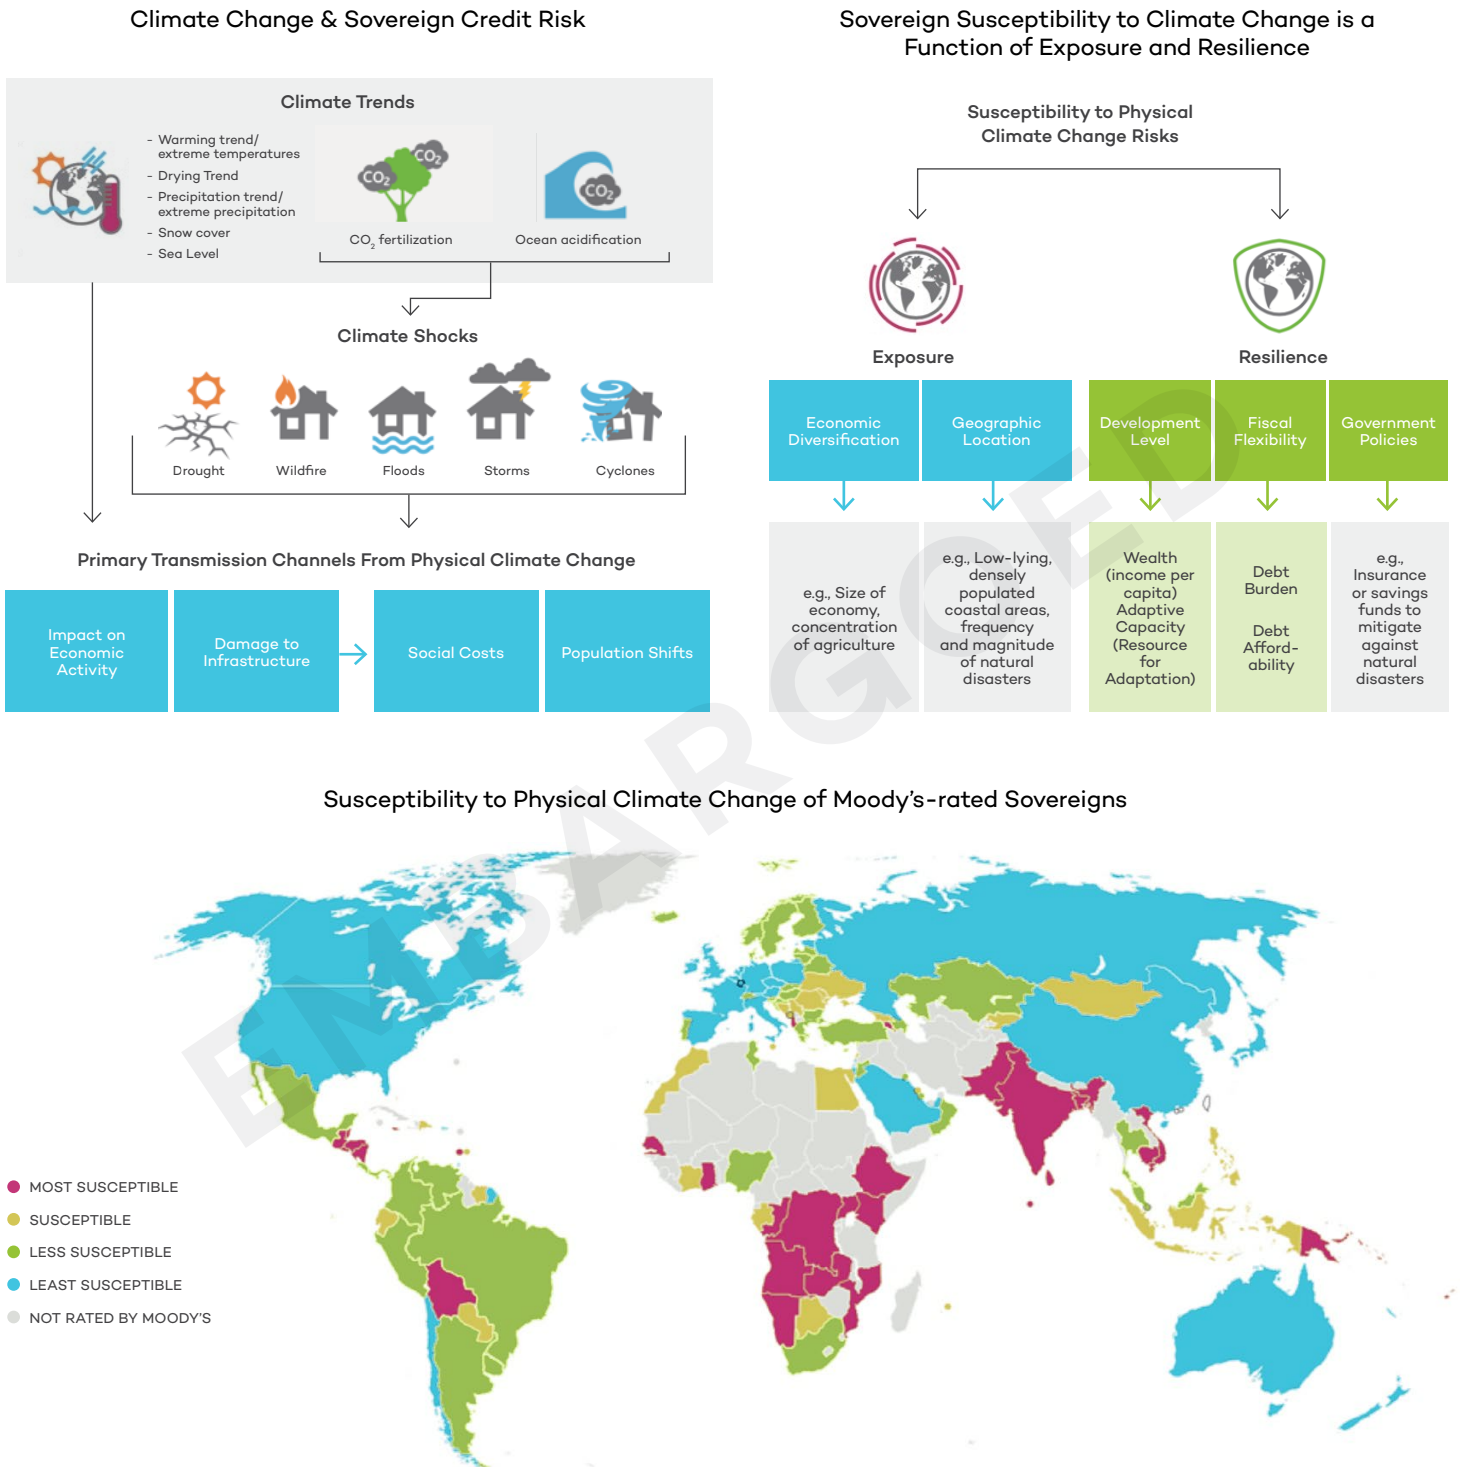 Climate Change & Sovereign Credit Risk
Climate Trends
- Warming trend/
extreme temperatures
- Drying Trend
- Precipitation trend/
extreme precipitation
- Snow cover
- Sea Level
CO₂
CO₂
CO₂ fertilization
CO₂
Ocean acidification
Climate Shocks
Drought
Wildfire
Floods
Storms
Cyclones
Primary Transmission Channels From Physical Climate Change
Impact on
Economic
Activity
Damage to
Infrastructure
Social Costs
Population Shifts
Sovereign Susceptibility to Climate Change is a
Function of Exposure and Resilience
Susceptibility to Physical
Climate Change Risks
Exposure
Resilience
Economic
Diversification
Geographic
Location
Development
Level
Fiscal
Flexibility
Government
Policies
e.g., Size of
economy,
concentration
of agriculture
e.g., Low-lying,
densely
populated
coastal areas,
frequency
and magnitude
of natural
disasters
Wealth
(income per
capita)
Adaptive
Capacity
(Resource
for
Adaptation)
Debt
Burden
Debt
Afford-
ability
e.g.,
Insurance
or savings
funds to
mitigate
against
natural
disasters
Susceptibility to Physical Climate Change of Moody's-rated Sovereigns
MOST SUSCEPTIBLE
SUSCEPTIBLE
LESS SUSCEPTIBLE
LEAST SUSCEPTIBLE
NOT RATED BY MOODY'S
EMBARGOED